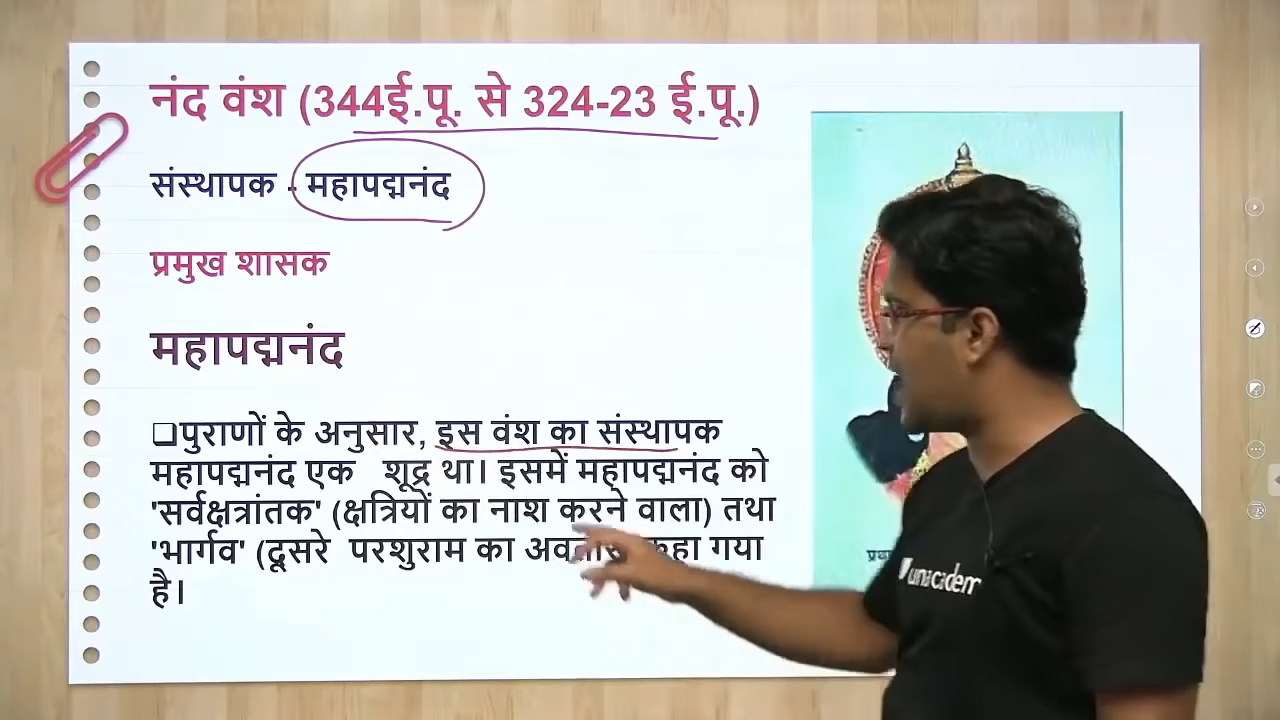 नंद वंश (344ई.पू. से 324-23 ई.पू.)
संस्थापक - महापद्मनंद
प्रमुख शासक
महापद्मनंद
❑पुराणों के अनुसार, इस वंश का संस्थापक
महापद्मनंद एक शूद्र था। इसमें महापद्मनंद को
'सर्वक्षत्रांतक' (क्षत्रियों का नाश करने वाला) तथा
'भार्गव' (दूसरे परशुराम का कहा गया
है।
unacadem